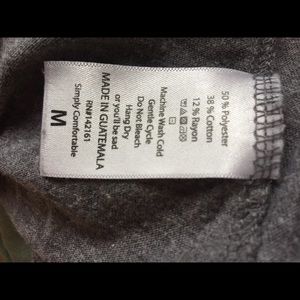 50 % Polyester
38 % Cotton
12 % Rayon
Machine Wash Cold
Gentle Cycle
Do Not Bleach
Hang Dry
or you'll be sad
MADE IN GUATEMALA
RN#142161
Simply Comfortable
M